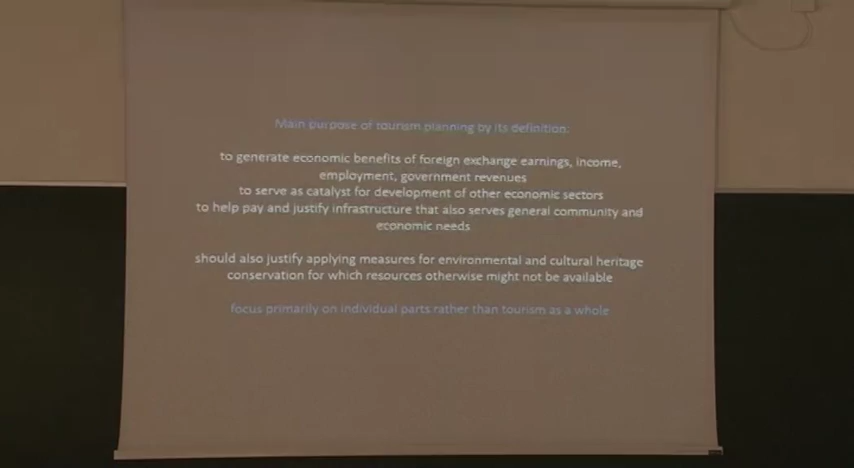 Main purpose of tourism planning by its definition:
to generate economic benefits of foreign exchange earnings, income,
employment, government revenues
to serve as catalyst for development of other economic sectors
to help pay and justify infrastructure that also serves general community and
economic needs
should also justify applying measures for environmental and cultural heritage
conservation for which resources otherwise might not be available
focus primarily on individual parts rather than tourism as a whole